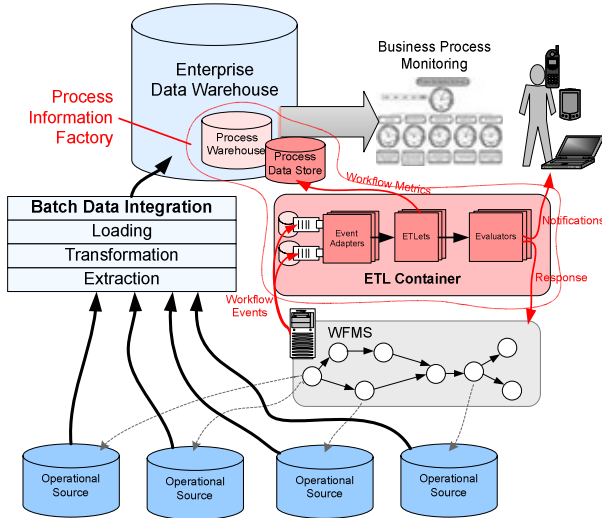 Enterprise
Data Warehouse
Business Process
Monitoring
Process
Information
Factory
Process
Warehouse
Process
Data Store
Workflow Metrics
Batch Data Integration
Loading
Transformation
Extraction
Event
Adapters
ETLets
Evaluators
Notifications
ETL Container
Response
Workflow
Events
WFMS
Operational
Source
Operational
Source
Operational
Source
Operational
Source